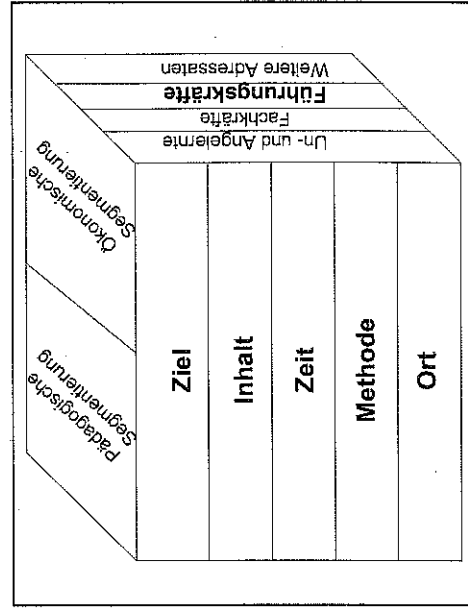 Pädagogische
Segmentierung
Ökonomische
Segmentierung
Ziel
Inhalt
Zeit
Methode
Ort
Un- und Angelernte
Fachkräfte
Führungskräfte
Weitere Adressaten